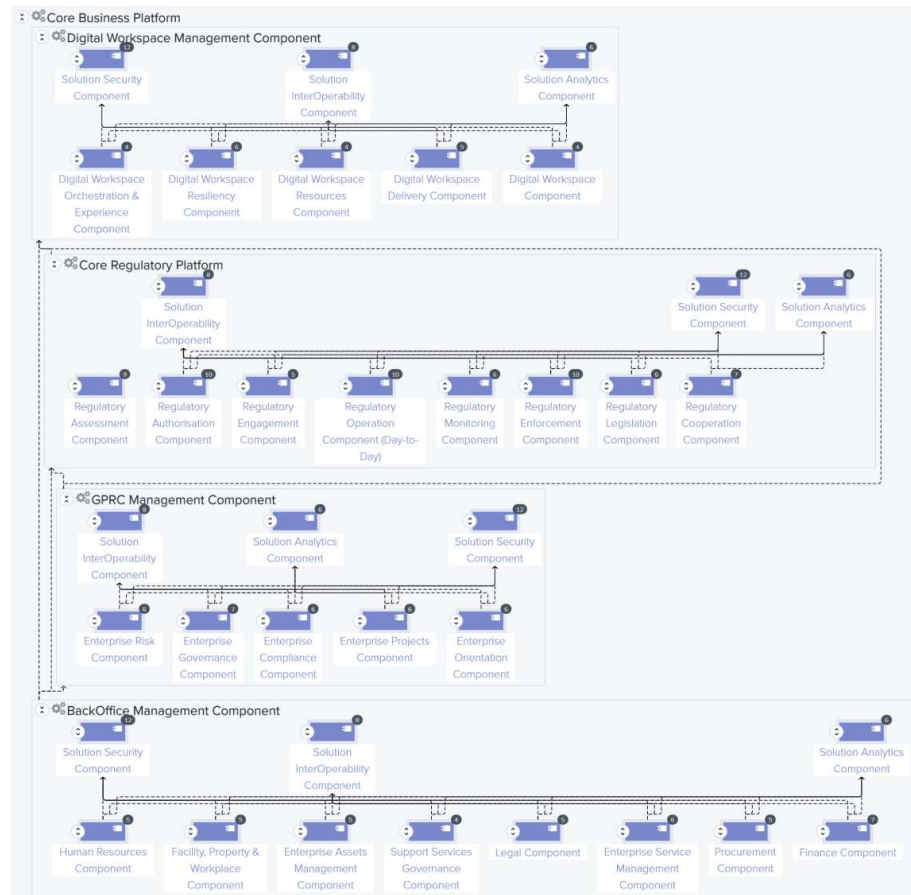 Core Business Platform
Digital Workspace Management Component
12
Solution Security
Component
8
Solution
InterOperability
Component
6
Solution Analytics
Component
4
Digital Workspace
Orchestration &
Experience
Component
6
Digital Workspace
Resiliency
Component
4
Digital Workspace
Resources
Component
5
Digital Workspace
Delivery Component
4
Digital Workspace
Component
Core Regulatory Platform
8
Solution
InterOperability
Component
12
Solution Security
Component
6
Solution Analytics
Component
9
Regulatory
Assessment
Component
10
Regulatory
Authorisation
Component
5
Regulatory
Engagement
Component
10
Regulatory
Operation
Component (Day-to-
Day)
6
Regulatory
Monitoring
Component
10
Regulatory
Enforcement
Component
6
Regulatory
Legislation
Component
7
Regulatory
Cooperation
Component
GPRC Management Component
8
Solution
InterOperability
Component
6
Solution Analytics
Component
12
Solution Security
Component
6
Enterprise Risk
Component
7
Enterprise
Governance
Component
6
Enterprise
Compliance
Component
6
Enterprise Projects
Component
6
Enterprise
Orientation
Component
BackOffice Management Component
12
Solution Security
Component
8
Solution
InterOperability
Component
6
Solution Analytics
Component
5
Human Resources
Component
5
Facility, Property &
Workplace
Component
5
Enterprise Assets
Management
Component
4
Support Services
Governance
Component
5
Legal Component
6
Enterprise Service
Management
Component
5
Procurement
Component
7
Finance Component